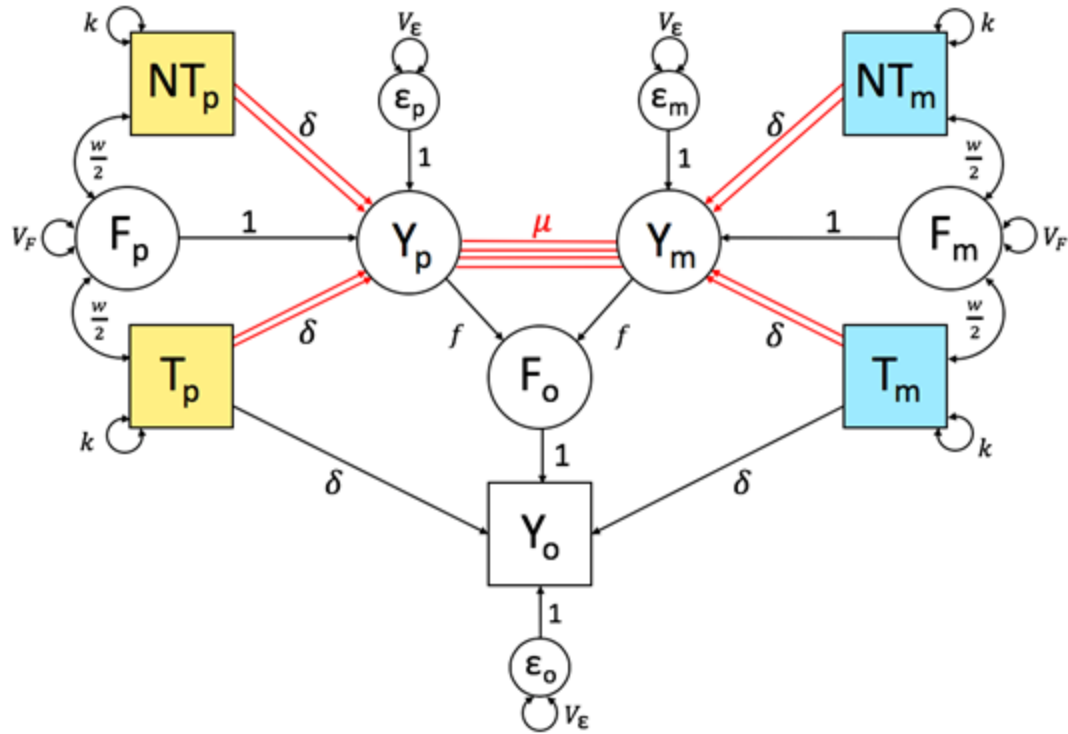 k Vε Vε k
NTp εp εm NTm
δ δ
w/2 1 1 w/2
VF Fp 1 Yp μ Ym 1 Fm VF
w/2 δ f f δ w/2
Tp Fo Tm
k 1 k
δ δ
Yo
1
εo
Vε